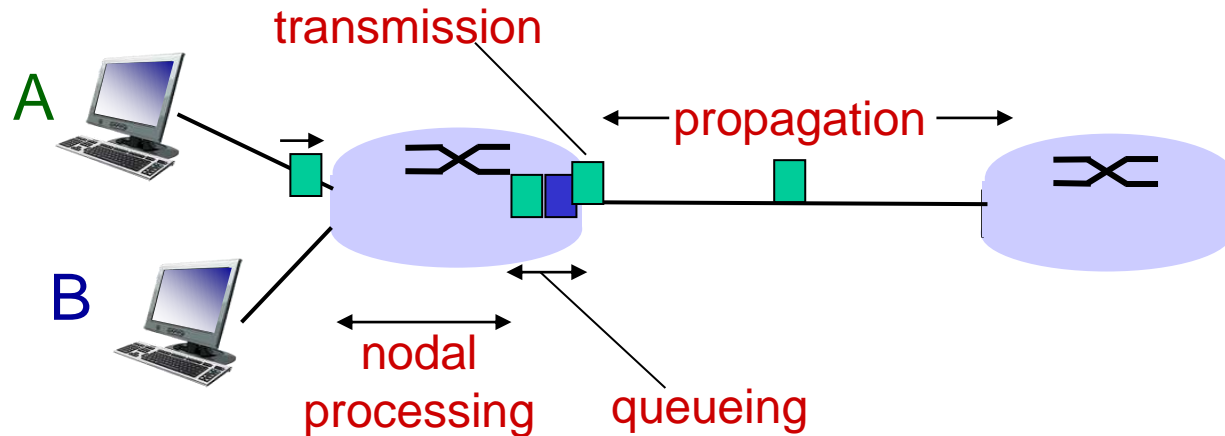 transmission
A
propagation
B
nodal
processing
queueing